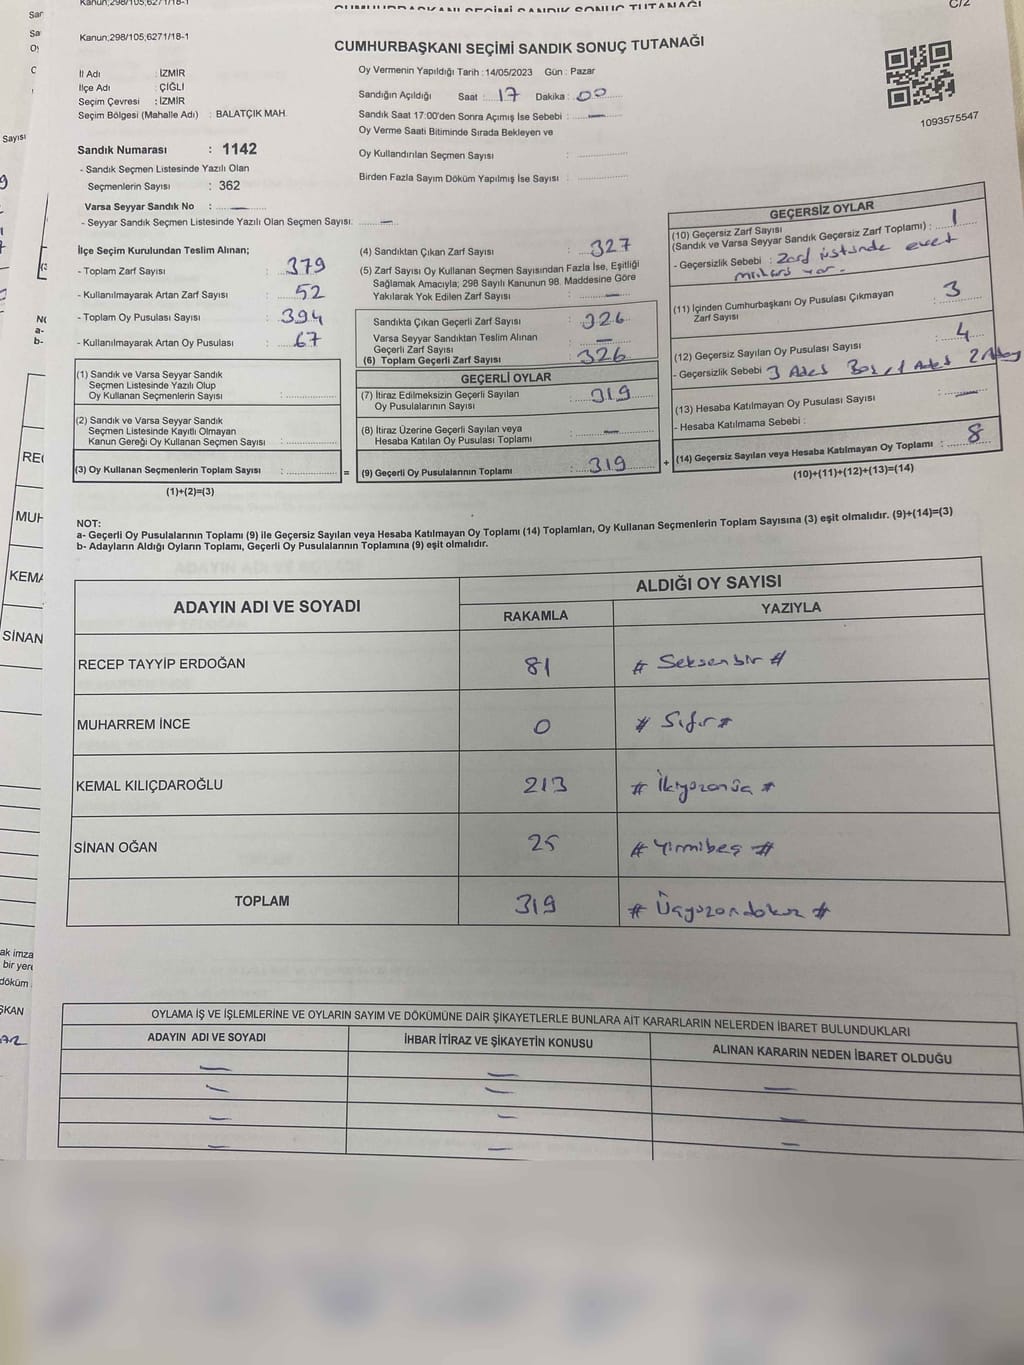 Kanun;298/105,6271/18-1
CUMHURBAŞKANI SEÇİMİ SANDIK SONUÇ TUTANAĞI
C/2
Kanun;298/105,6271/18-1
CUMHURBAŞKANI SEÇİMİ SANDIK SONUÇ TUTANAĞI
İl Adı : İZMİR
İlçe Adı : ÇİĞLİ
Seçim Çevresi : İZMİR
Seçim Bölgesi (Mahalle Adı) : BALATÇIK MAH.
Oy Vermenin Yapıldığı Tarih : 14/05/2023 Gün : Pazar
Sandığın Açıldığı Saat : 17 Dakika : 00
Sandık Saat 17:00'den Sonra Açımış İse Sebebi : —
Oy Verme Saati Bitiminde Sırada Bekleyen ve
Oy Kullandırılan Seçmen Sayısı :
Birden Fazla Sayım Döküm Yapılmış İse Sayısı :
1093575547
Sandık Numarası : 1142
- Sandık Seçmen Listesinde Yazılı Olan
Seçmenlerin Sayısı : 362
Varsa Seyyar Sandık No : —
- Seyyar Sandık Seçmen Listesinde Yazılı Olan Seçmen Sayısı: —
İlçe Seçim Kurulundan Teslim Alınan;
- Toplam Zarf Sayısı : 379
- Kullanılmayarak Artan Zarf Sayısı : 52
- Toplam Oy Pusulası Sayısı : 394
- Kullanılmayarak Artan Oy Pusulası : 67
(1) Sandık ve Varsa Seyyar Sandık
Seçmen Listesinde Yazılı Olup
Oy Kullanan Seçmenlerin Sayısı :
(2) Sandık ve Varsa Seyyar Sandık
Seçmen Listesinde Kayıtlı Olmayan
Kanun Gereği Oy Kullanan Seçmen Sayısı :
(3) Oy Kullanan Seçmenlerin Toplam Sayısı :
(1)+(2)=(3)
=
(4) Sandıktan Çıkan Zarf Sayısı : 327
(5) Zarf Sayısı Oy Kullanan Seçmen Sayısından Fazla İse, Eşitliği
Sağlamak Amacıyla; 298 Sayılı Kanunun 98. Maddesine Göre
Yakılarak Yok Edilen Zarf Sayısı : —
Sandıkta Çıkan Geçerli Zarf Sayısı : 326
Varsa Seyyar Sandıktan Teslim Alınan
Geçerli Zarf Sayısı : —
(6) Toplam Geçerli Zarf Sayısı : 326
GEÇERLİ OYLAR
(7) İtiraz Edilmeksizin Geçerli Sayılan
Oy Pusulalarının Sayısı : 319
(8) İtiraz Üzerine Geçerli Sayılan veya
Hesaba Katılan Oy Pusulası Toplamı : —
(9) Geçerli Oy Pusulalarının Toplamı : 319
+
GEÇERSİZ OYLAR
(10) Geçersiz Zarf Sayısı
(Sandık ve Varsa Seyyar Sandık Geçersiz Zarf Toplamı) : 1
- Geçersizlik Sebebi : Zarf üstünde evet
mührü var.
(11) İçinden Cumhurbaşkanı Oy Pusulası Çıkmayan
Zarf Sayısı : 3
(12) Geçersiz Sayılan Oy Pusulası Sayısı : 4
- Geçersizlik Sebebi 3 Adet Boş, 1 Adet 2 Aday
(13) Hesaba Katılmayan Oy Pusulası Sayısı : —
- Hesaba Katılmama Sebebi :
(14) Geçersiz Sayılan veya Hesaba Katılmayan Oy Toplamı : 8
(10)+(11)+(12)+(13)=(14)
NOT:
a- Geçerli Oy Pusulalarının Toplamı (9) ile Geçersiz Sayılan veya Hesaba Katılmayan Oy Toplamı (14) Toplamları, Oy Kullanan Seçmenlerin Toplam Sayısına (3) eşit olmalıdır. (9)+(14)=(3)
b- Adayların Aldığı Oyların Toplamı, Geçerli Oy Pusulalarının Toplamına (9) eşit olmalıdır.
ADAYIN ADI VE SOYADI
ALDIĞI OY SAYISI
RAKAMLA YAZIYLA
RECEP TAYYİP ERDOĞAN 81 # Seksenbir #
MUHARREM İNCE 0 # Sıfır #
KEMAL KILIÇDAROĞLU 213 # İkiyüzonüç #
SİNAN OĞAN 25 # Yirmibeş #
TOPLAM 319 # Üçyüzondokuz #
OYLAMA İŞ VE İŞLEMLERİNE VE OYLARIN SAYIM VE DÖKÜMÜNE DAİR ŞİKAYETLERLE BUNLARA AİT KARARLARIN NELERDEN İBARET BULUNDUKLARI
ADAYIN ADI VE SOYADI İHBAR İTİRAZ VE ŞİKAYETİN KONUSU ALINAN KARARIN NEDEN İBARET OLDUĞU
— — —
— — —
— — —
— —
Sayısı
KEMA
SİNAN
ak imza
bir yere
döküm
ŞKAN